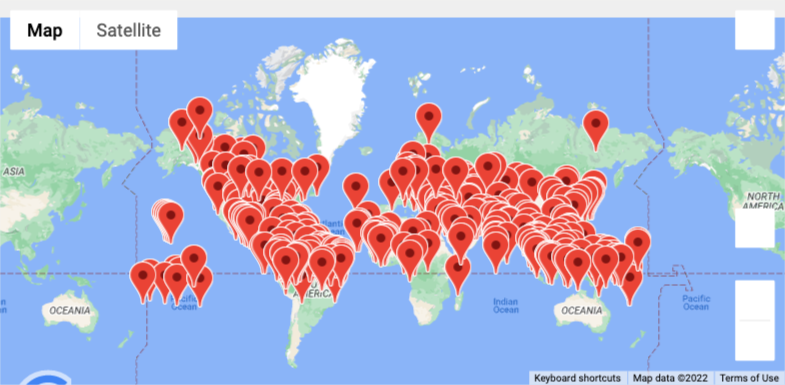 Map Satellite
ASIA
NORTH
AMERICA
AMERICA
OCEANIA
Indian
Ocean
OCEANIA
Pacific
Ocean
Ocean
Keyboard shortcuts Map data ©2022 Terms of Use